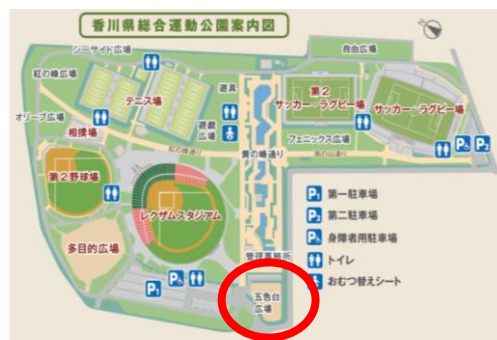 香川県総合運動公園案内図
シーサイド広場
自由広場
紅の峰広場
テニス場
遊具
第2
サッカー・ラグビー場
サッカー・ラグビー場
オリーブ広場
相撲場
遊戯
広場
フェニックス広場
P P2
黄の峰通り
第2野球場
レクザムスタジアム
多目的広場
管理事務所
五色台
広場
P1
P1 第一駐車場
P2 第二駐車場
P 身障者用駐車場
トイレ
おむつ替えシート